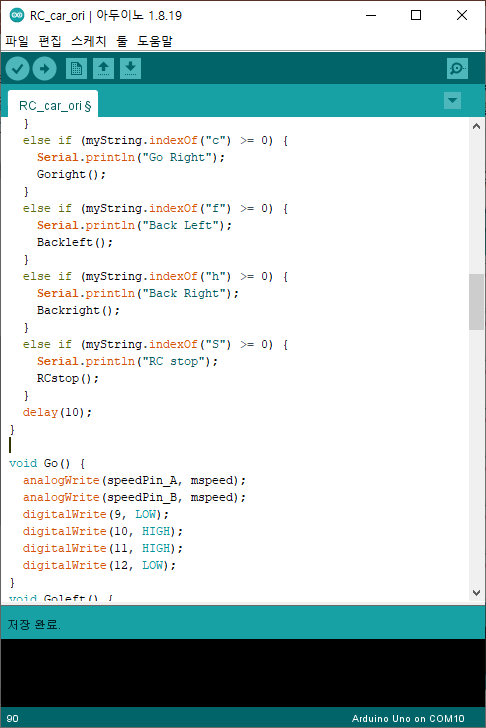 RC_car_ori | 아두이노 1.8.19
파일 편집 스케치 툴 도움말
RC_car_ori §
}
else if (myString.indexOf("c") >= 0) {
Serial.println("Go Right");
Goright();
}
else if (myString.indexOf("f") >= 0) {
Serial.println("Back Left");
Backleft();
}
else if (myString.indexOf("h") >= 0) {
Serial.println("Back Right");
Backright();
}
else if (myString.indexOf("S") >= 0) {
Serial.println("RC stop");
RCstop();
}
delay(10);
}
void Go() {
analogWrite(speedPin_A, mspeed);
analogWrite(speedPin_B, mspeed);
digitalWrite(9, LOW);
digitalWrite(10, HIGH);
digitalWrite(11, HIGH);
digitalWrite(12, LOW);
}
void Goleft() {
저장 완료.
90 Arduino Uno on COM10